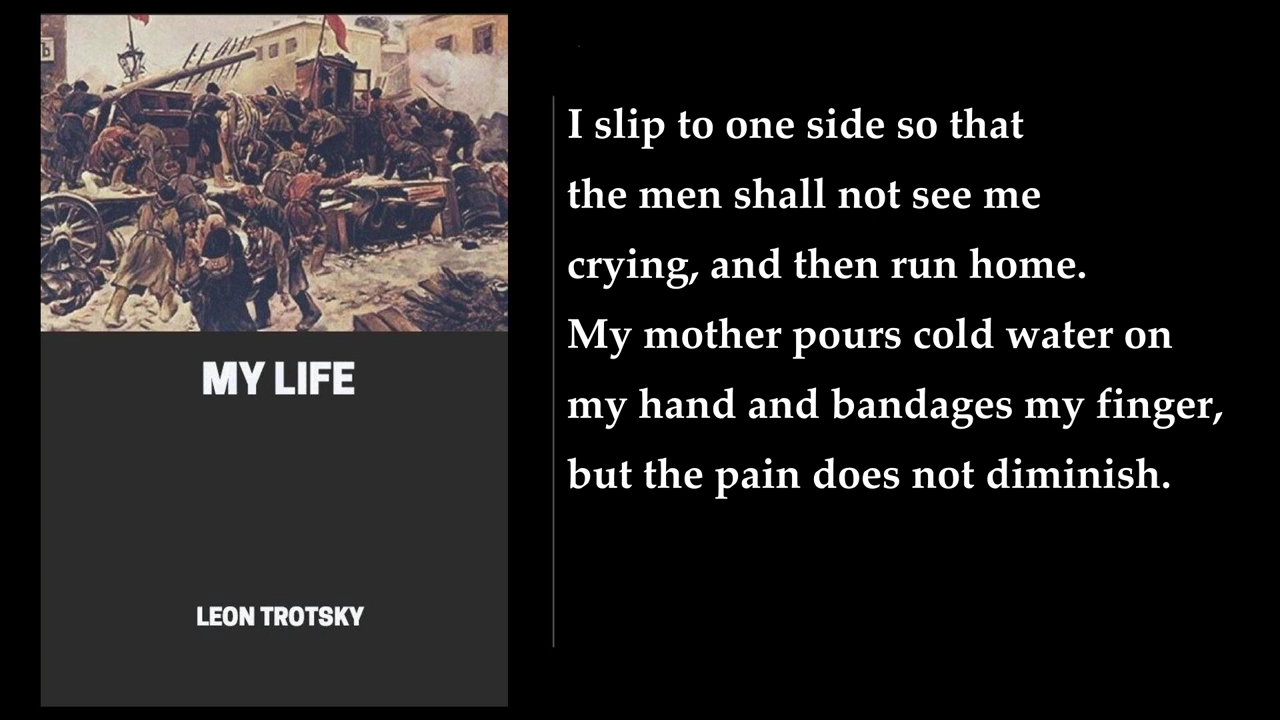 MY LIFE
LEON TROTSKY
I slip to one side so that
the men shall not see me
crying, and then run home.
My mother pours cold water on
my hand and bandages my finger,
but the pain does not diminish.